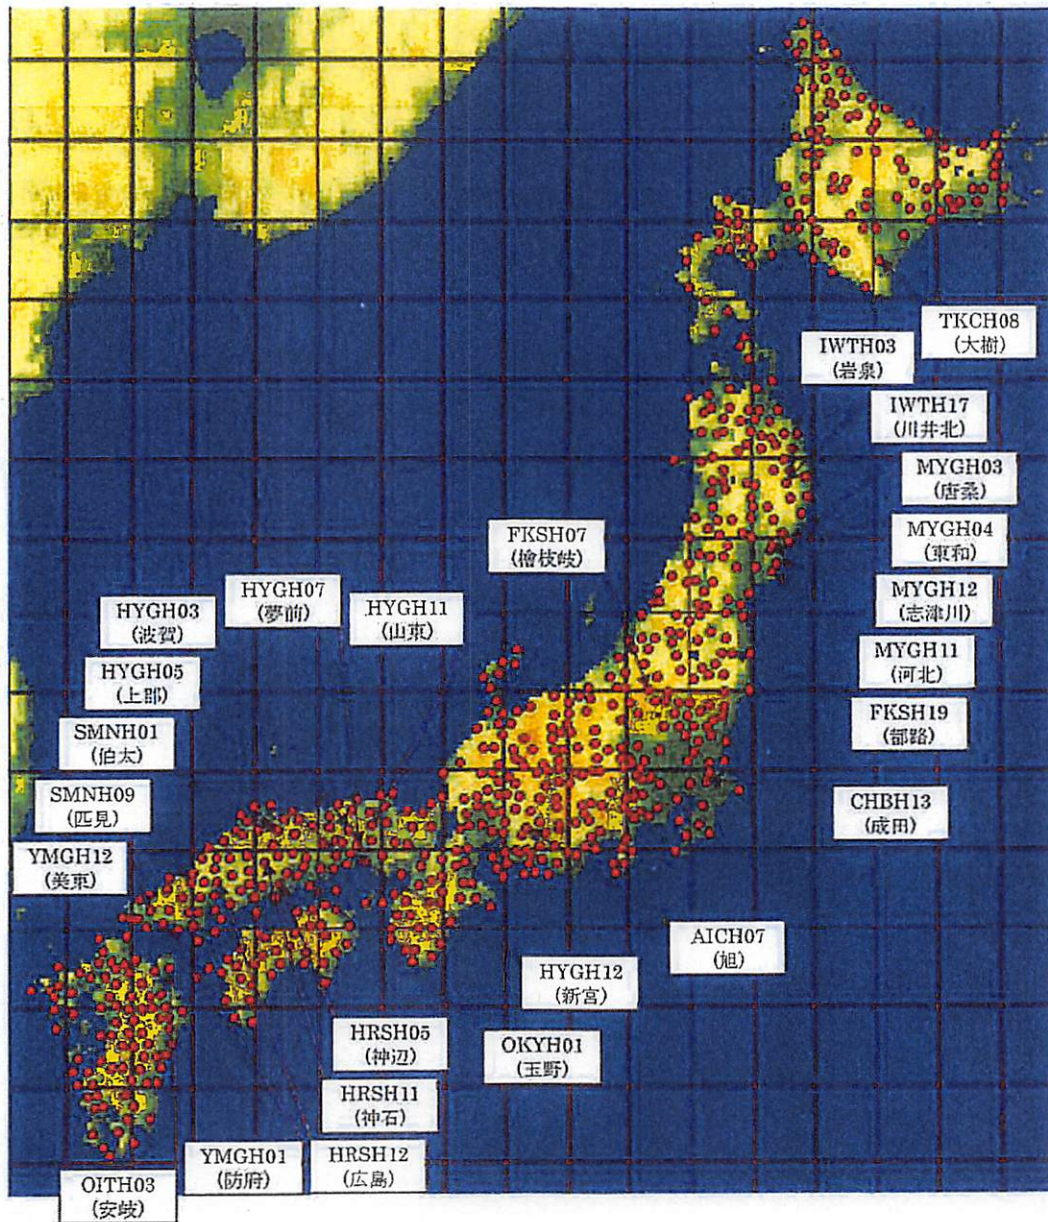 TKCH08
(大樹)
IWTH03
(岩泉)
IWTH17
(川井北)
MYGH03
(唐桑)
MYGH04
(東和)
FKSH07
(檜枝岐)
MYGH12
(志津川)
HYGH07
(夢前)
HYGH11
(山東)
HYGH03
(波賀)
MYGH11
(河北)
HYGH05
(上郡)
FKSH19
(都路)
SMNH01
(伯太)
SMNH09
(匹見)
CHBH13
(成田)
YMGH12
(美東)
AICH07
(旭)
HYGH12
(新宮)
HRSH05
(神辺)
OKYH01
(玉野)
HRSH11
(神石)
YMGH01
(防府)
HRSH12
(広島)
OITH03
(安岐)